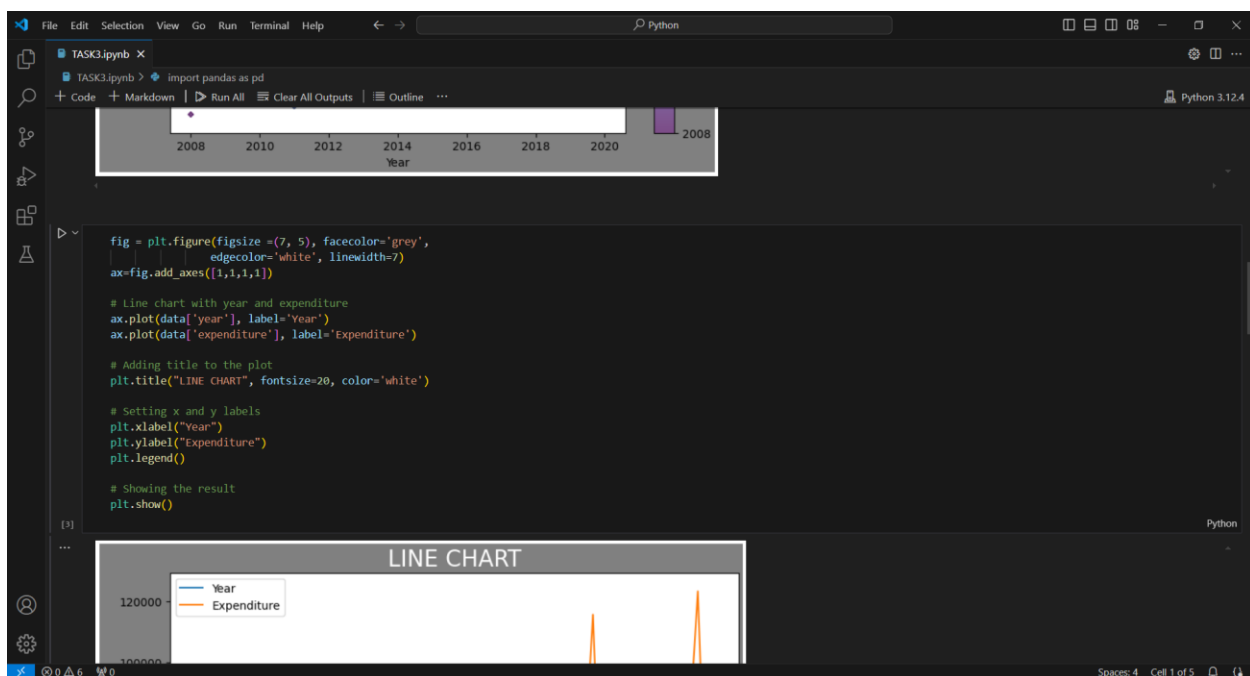 File Edit Selection View Go Run Terminal Help
Python
TASK3.ipynb
TASK3.ipynb > import pandas as pd
+ Code + Markdown | Run All Clear All Outputs | Outline ...
Python 3.12.4
2008
2008 2010 2012 2014 2016 2018 2020
Year
fig = plt.figure(figsize =(7, 5), facecolor='grey',
edgecolor='white', linewidth=7)
ax=fig.add_axes([1,1,1,1])
# Line chart with year and expenditure
ax.plot(data['year'], label='Year')
ax.plot(data['expenditure'], label='Expenditure')
# Adding title to the plot
plt.title("LINE CHART", fontsize=20, color='white')
# Setting x and y labels
plt.xlabel("Year")
plt.ylabel("Expenditure")
plt.legend()
# Showing the result
plt.show()
[3]
Python
...
LINE CHART
Year
Expenditure
120000
100000
0 6 0
Spaces: 4 Cell 1 of 5